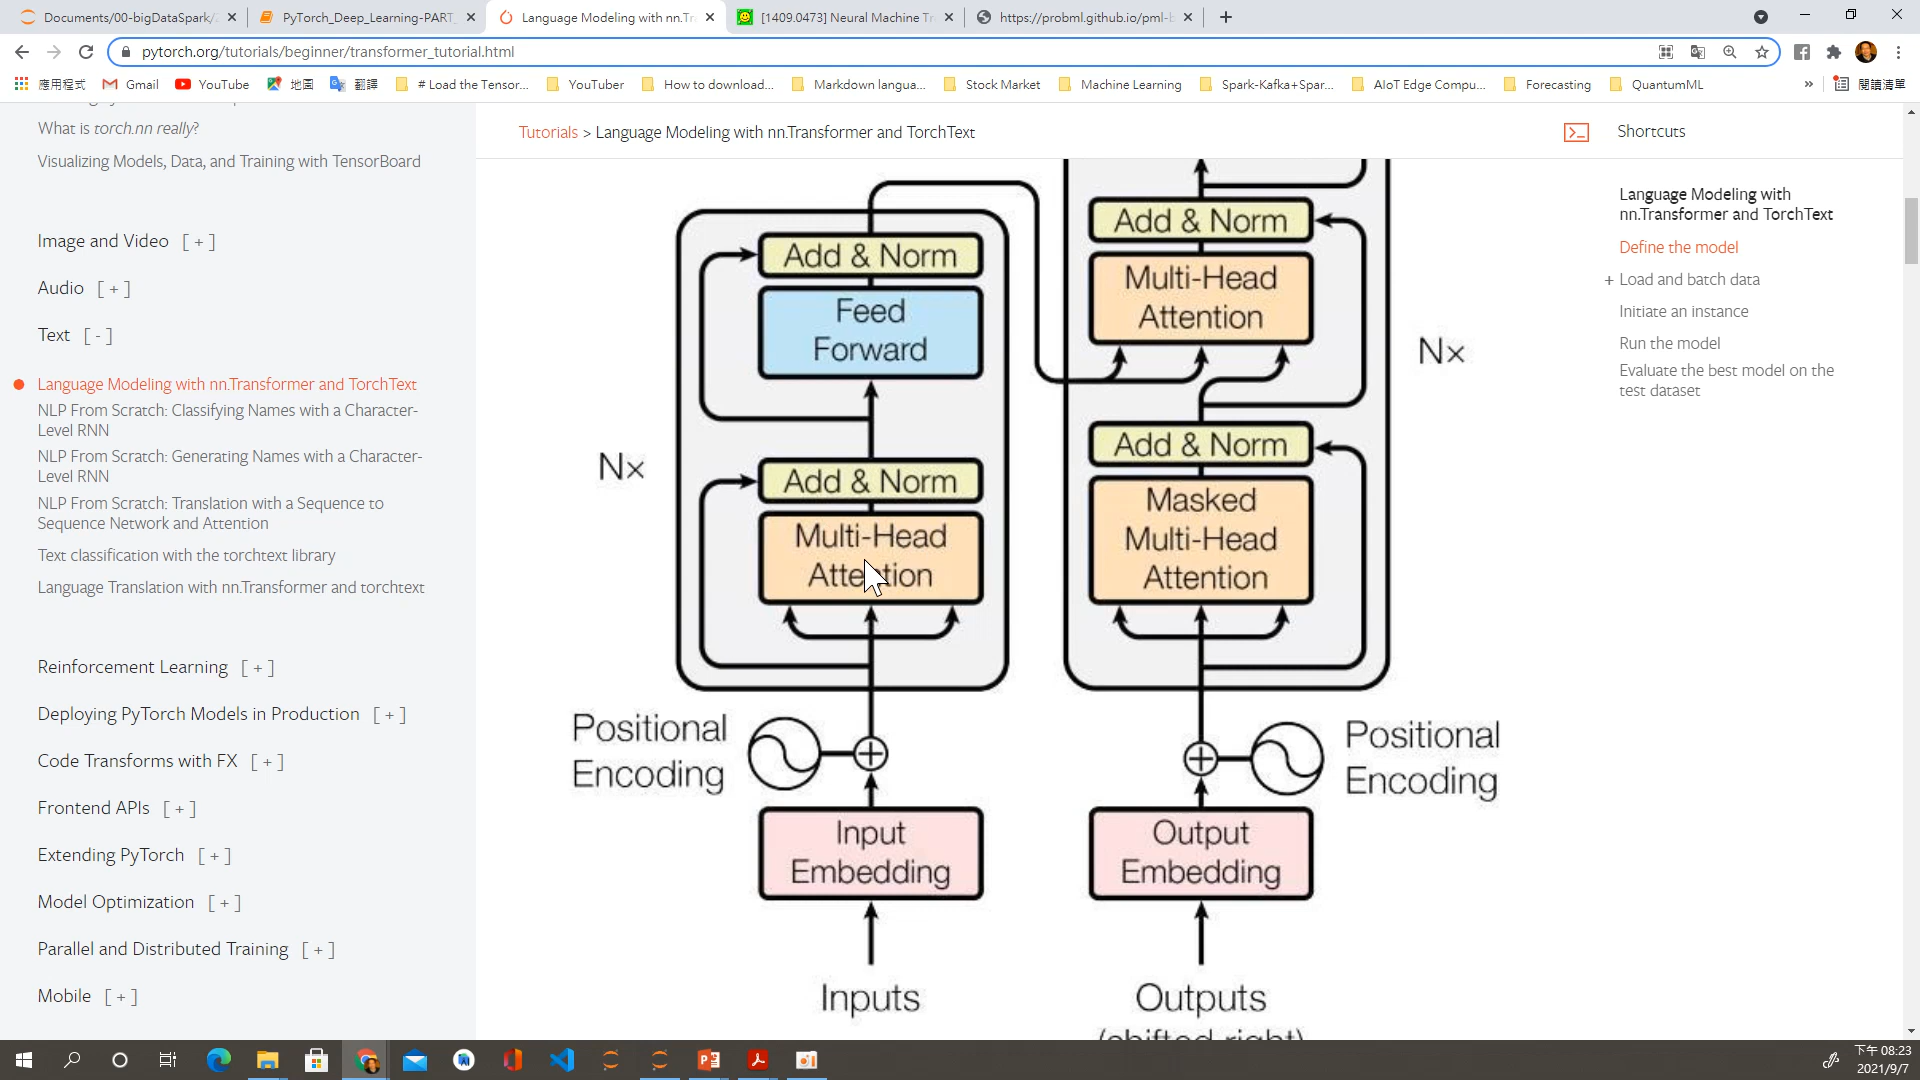 Documents/00-bigDataSpark/
PyTorch_Deep_Learning-PART_
Language Modeling with nn.Tr
[1409.0473] Neural Machine Tr
https://probml.github.io/pml-b
pytorch.org/tutorials/beginner/transformer_tutorial.html
應用程式
Gmail
YouTube
地圖
翻譯
# Load the Tensor...
YouTuber
How to download...
Markdown langua...
Stock Market
Machine Learning
Spark-Kafka+Spar...
AIoT Edge Compu...
Forecasting
QuantumML
»
閱讀清單
What is torch.nn really?
Visualizing Models, Data, and Training with TensorBoard
Image and Video [ + ]
Audio [ + ]
Text [ - ]
Language Modeling with nn.Transformer and TorchText
NLP From Scratch: Classifying Names with a Character-
Level RNN
NLP From Scratch: Generating Names with a Character-
Level RNN
NLP From Scratch: Translation with a Sequence to
Sequence Network and Attention
Text classification with the torchtext library
Language Translation with nn.Transformer and torchtext
Reinforcement Learning [ + ]
Deploying PyTorch Models in Production [ + ]
Code Transforms with FX [ + ]
Frontend APIs [ + ]
Extending PyTorch [ + ]
Model Optimization [ + ]
Parallel and Distributed Training [ + ]
Mobile [ + ]
Tutorials > Language Modeling with nn.Transformer and TorchText
Add & Norm
Feed
Forward
Nx
Add & Norm
Multi-Head
Attention
Positional
Encoding
Input
Embedding
Inputs
Add & Norm
Multi-Head
Attention
Nx
Add & Norm
Masked
Multi-Head
Attention
Positional
Encoding
Output
Embedding
Outputs
(shifted right)
Shortcuts
Language Modeling with
nn.Transformer and TorchText
Define the model
+ Load and batch data
Initiate an instance
Run the model
Evaluate the best model on the
test dataset
下午 08:23
2021/9/7